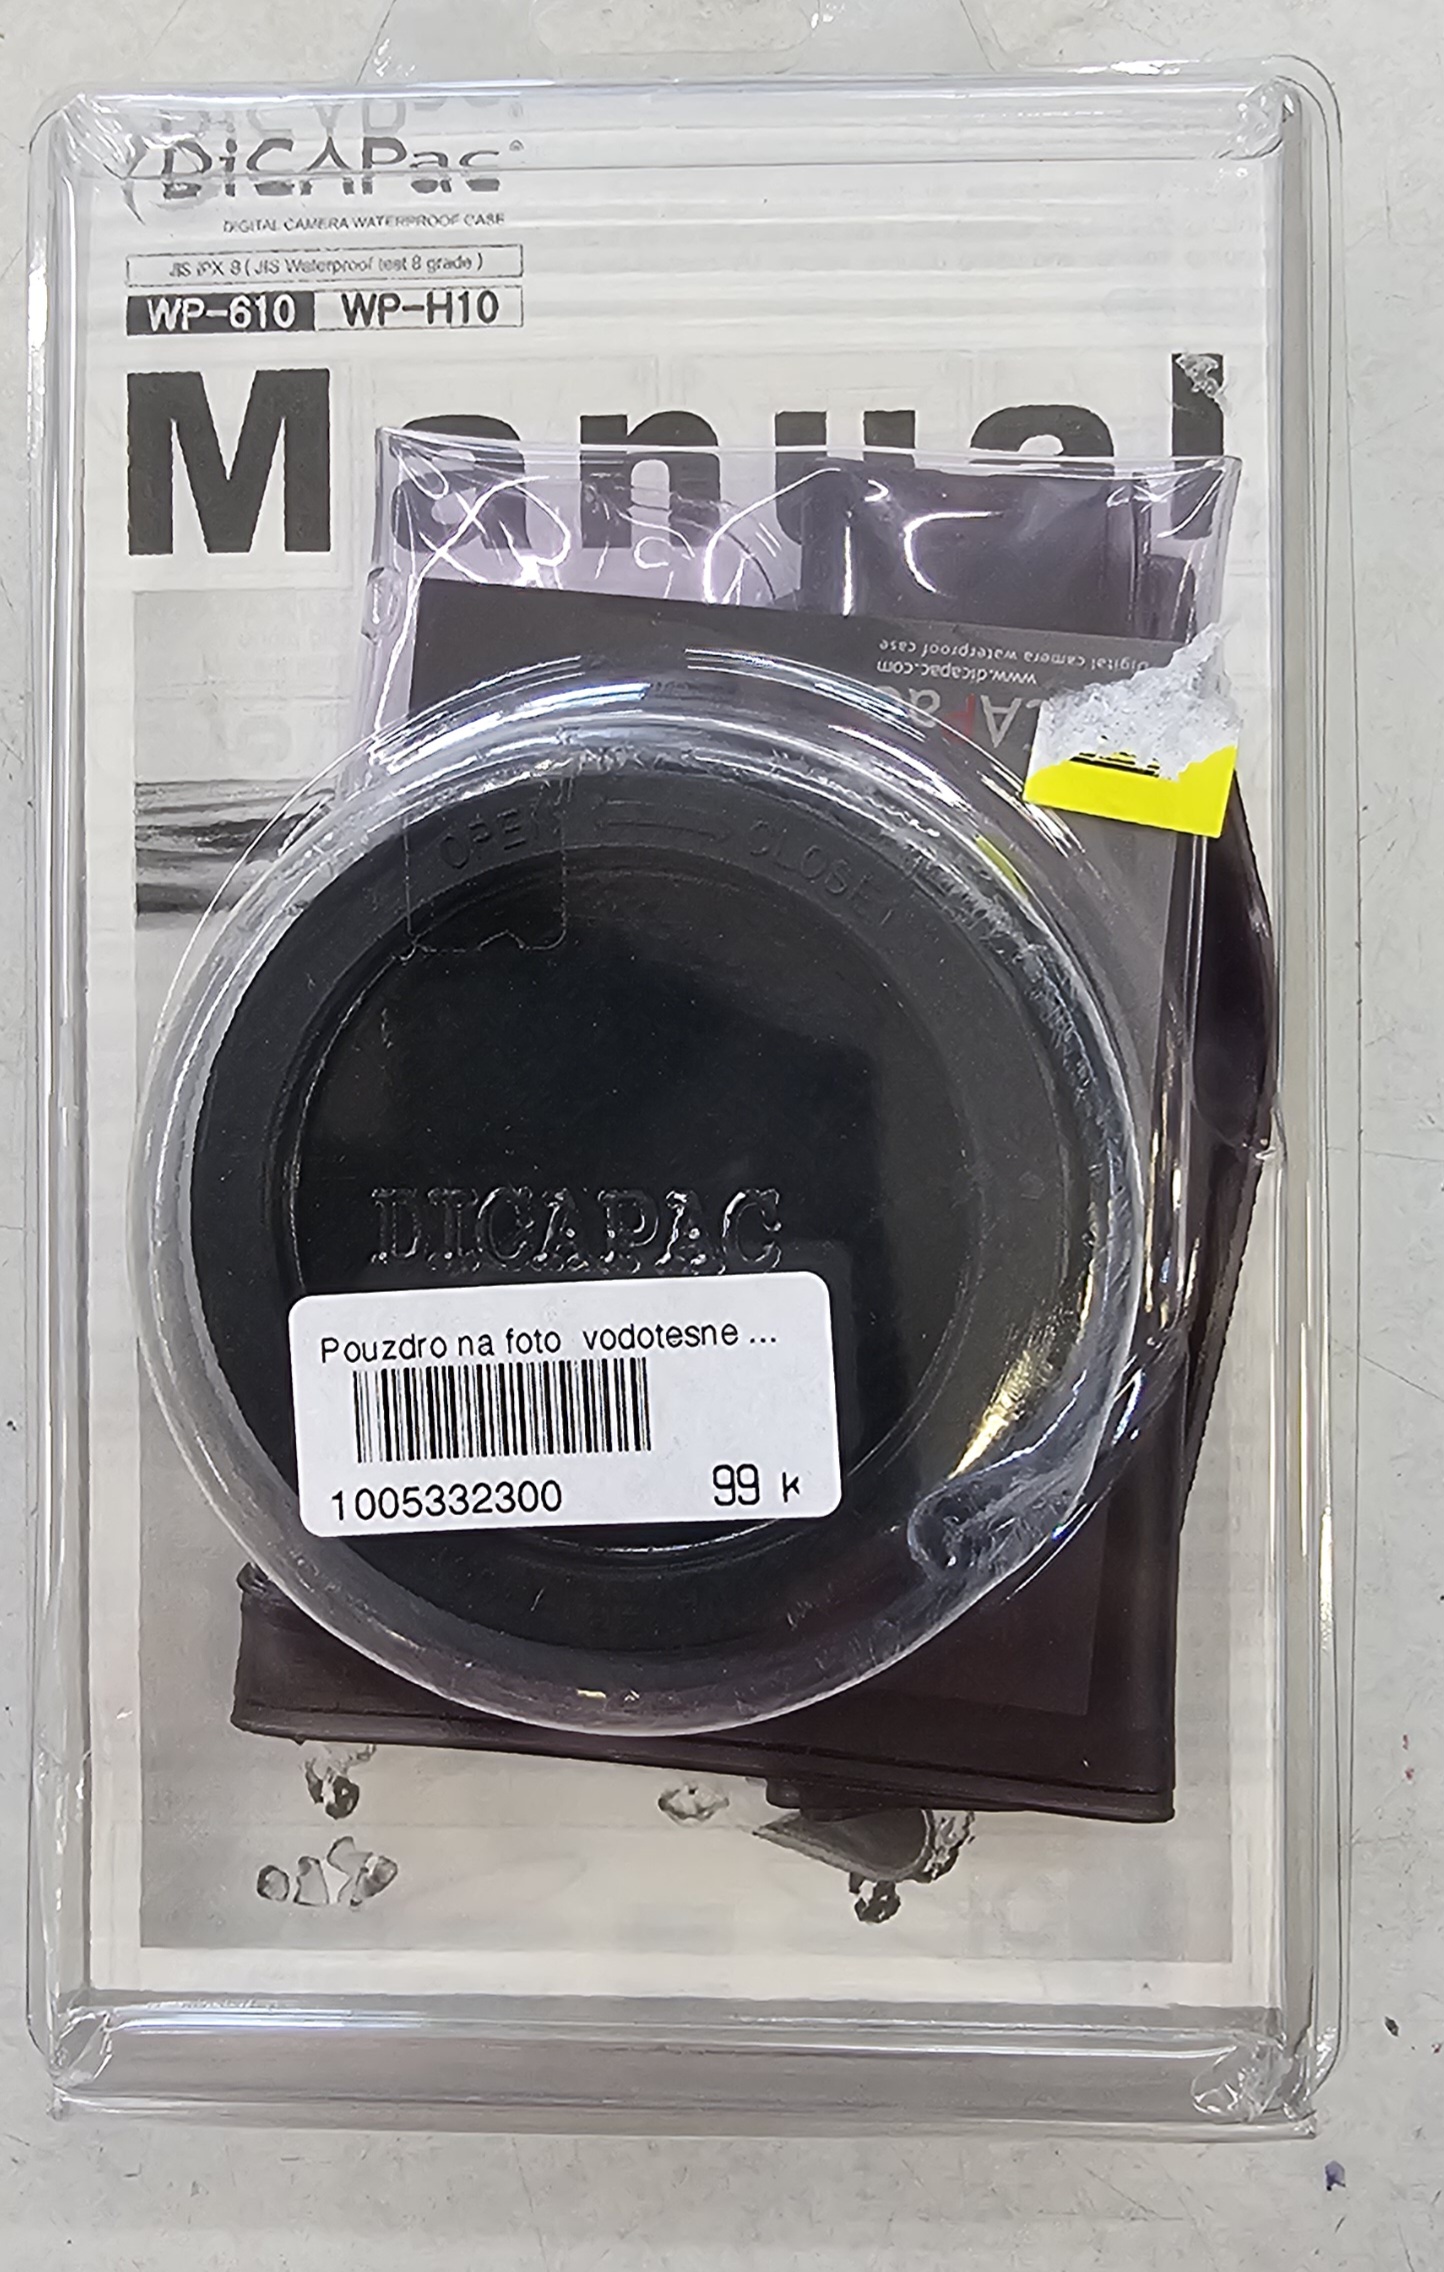 DiCAPac®
DIGITAL CAMERA WATERPROOF CASE
JIS IPX 8 ( JIS Waterproof test 8 grade )
WP-610 WP-H10
Manual
Digital camera waterproof case
www.dicapac.com
OPEN CLOSE
DICAPAC
Pouzdro na foto vodotesne ...
1005332300 99 k